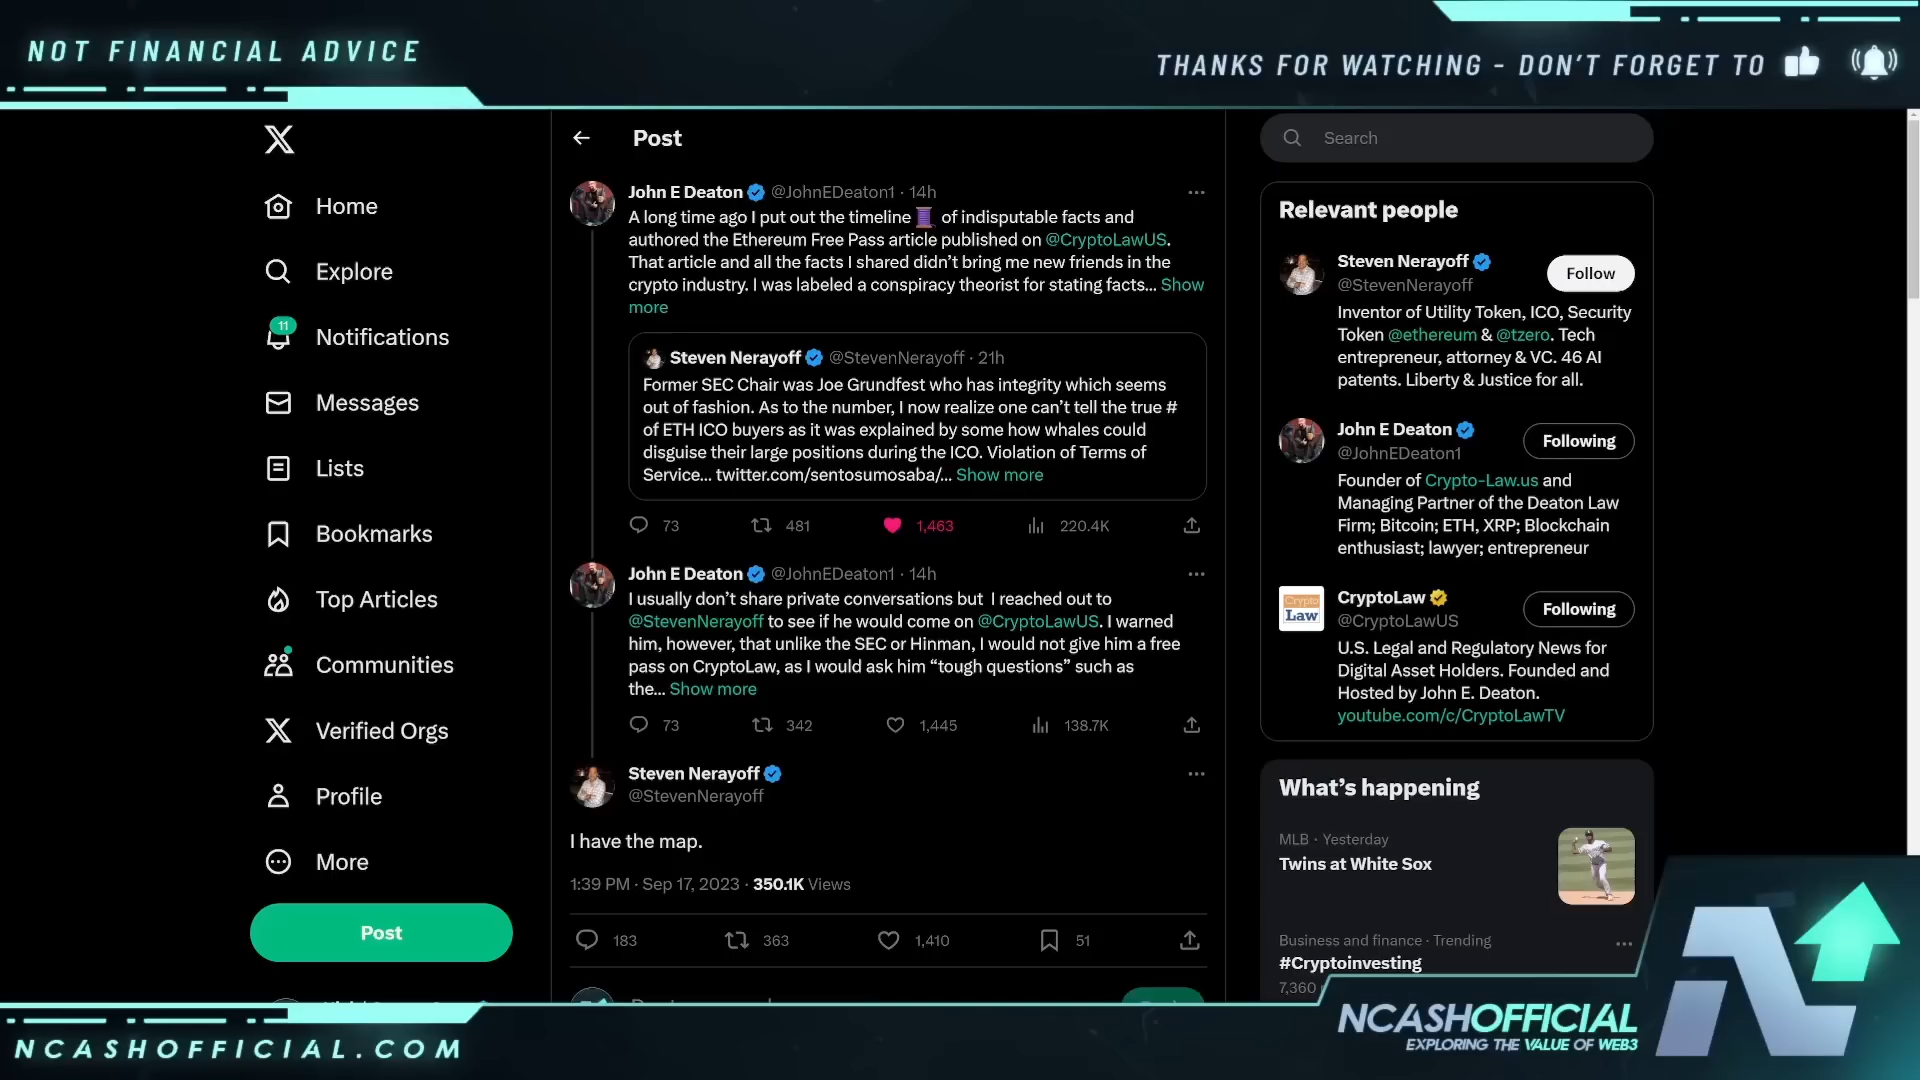 NOT FINANCIAL ADVICE
THANKS FOR WATCHING - DON'T FORGET TO
Home
Explore
11
Notifications
Messages
Lists
Bookmarks
Top Articles
Communities
Verified Orgs
Profile
More
Post
Post
John E Deaton @JohnEDeaton1 · 14h
A long time ago I put out the timeline 🧵 of indisputable facts and
authored the Ethereum Free Pass article published on @CryptoLawUS.
That article and all the facts I shared didn't bring me new friends in the
crypto industry. I was labeled a conspiracy theorist for stating facts... Show
more
Steven Nerayoff @StevenNerayoff · 21h
Former SEC Chair was Joe Grundfest who has integrity which seems
out of fashion. As to the number, I now realize one can't tell the true #
of ETH ICO buyers as it was explained by some how whales could
disguise their large positions during the ICO. Violation of Terms of
Service... twitter.com/sentosumosaba/... Show more
73 481 1,463 220.4K
John E Deaton @JohnEDeaton1 · 14h
I usually don't share private conversations but I reached out to
@StevenNerayoff to see if he would come on @CryptoLawUS. I warned
him, however, that unlike the SEC or Hinman, I would not give him a free
pass on CryptoLaw, as I would ask him “tough questions” such as
the... Show more
73 342 1,445 138.7K
Steven Nerayoff
@StevenNerayoff
I have the map.
1:39 PM · Sep 17, 2023 · 350.1K Views
183 363 1,410 51
Search
Relevant people
Steven Nerayoff
@StevenNerayoff
Follow
Inventor of Utility Token, ICO, Security
Token @ethereum & @tzero. Tech
entrepreneur, attorney & VC. 46 AI
patents. Liberty & Justice for all.
John E Deaton
@JohnEDeaton1
Following
Founder of Crypto-Law.us and
Managing Partner of the Deaton Law
Firm; Bitcoin; ETH, XRP; Blockchain
enthusiast; lawyer; entrepreneur
Crypto
Law
CryptoLaw
@CryptoLawUS
Following
U.S. Legal and Regulatory News for
Digital Asset Holders. Founded and
Hosted by John E. Deaton.
youtube.com/c/CryptoLawTV
What's happening
MLB · Yesterday
Twins at White Sox
Business and finance · Trending
#Cryptoinvesting
7,360
NCASHOFFICIAL.COM
NCASHOFFICIAL
EXPLORING THE VALUE OF WEB3